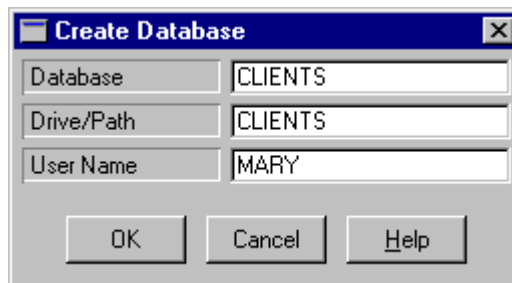 Create Database
Database CLIENTS
Drive/Path CLIENTS
User Name MARY
OK Cancel Help